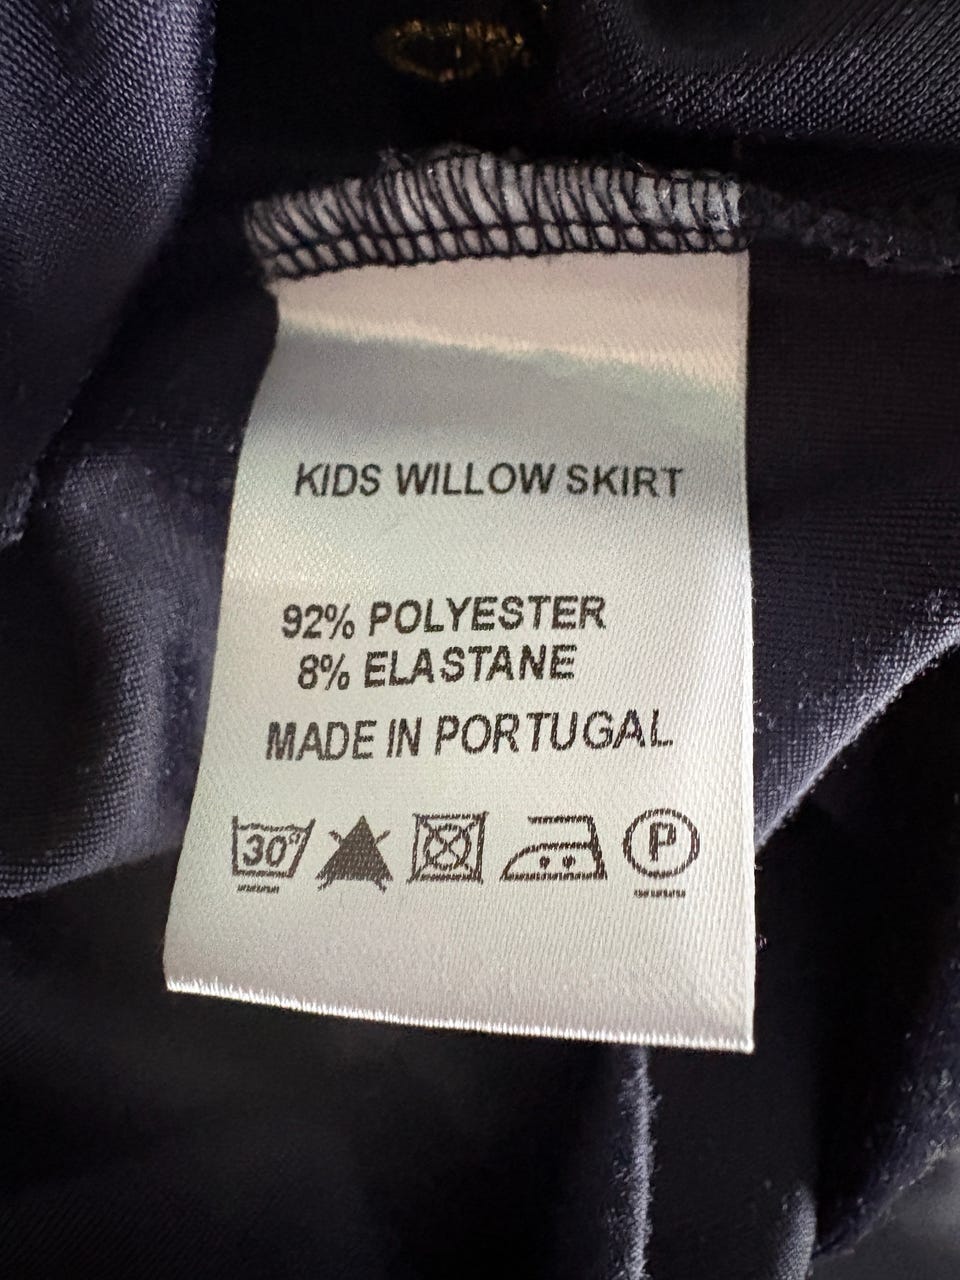 KIDS WILLOW SKIRT
92% POLYESTER
8% ELASTANE
MADE IN PORTUGAL
30° P